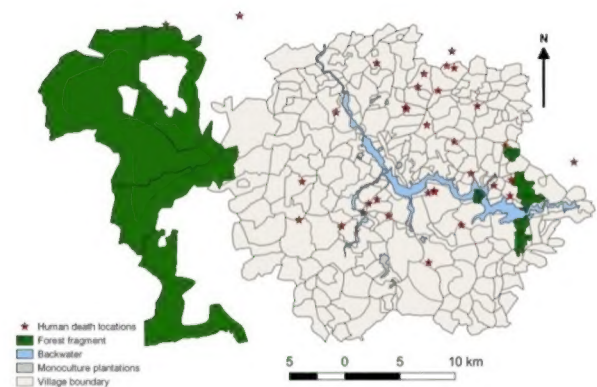 N
Human death locations
Forest fragment
Backwater
Monoculture plantations
Village boundary
5 0 5 10 km